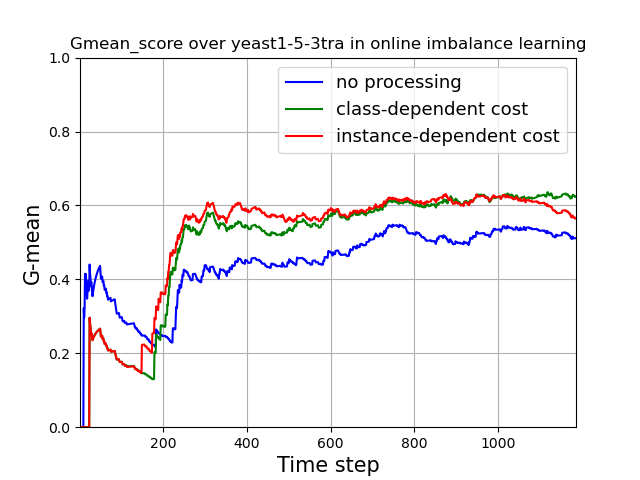 Gmean_score over yeast1-5-3tra in online imbalance learning
no processing
class-dependent cost
instance-dependent cost
G-mean
1.0
0.8
0.6
0.4
0.2
0.0
200
400
600
800
1000
Time step